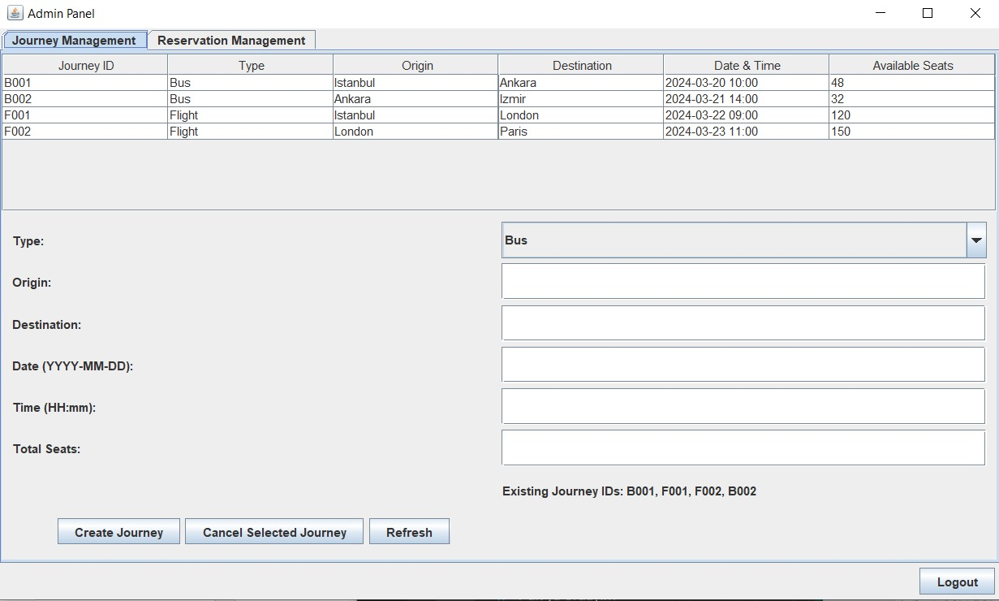 Admin Panel
Journey Management Reservation Management
Journey ID Type Origin Destination Date & Time Available Seats
B001 Bus Istanbul Ankara 2024-03-20 10:00 48
B002 Bus Ankara Izmir 2024-03-21 14:00 32
F001 Flight Istanbul London 2024-03-22 09:00 120
F002 Flight London Paris 2024-03-23 11:00 150
Type: Bus
Origin:
Destination:
Date (YYYY-MM-DD):
Time (HH:mm):
Total Seats:
Existing Journey IDs: B001, F001, F002, B002
Create Journey Cancel Selected Journey Refresh
Logout